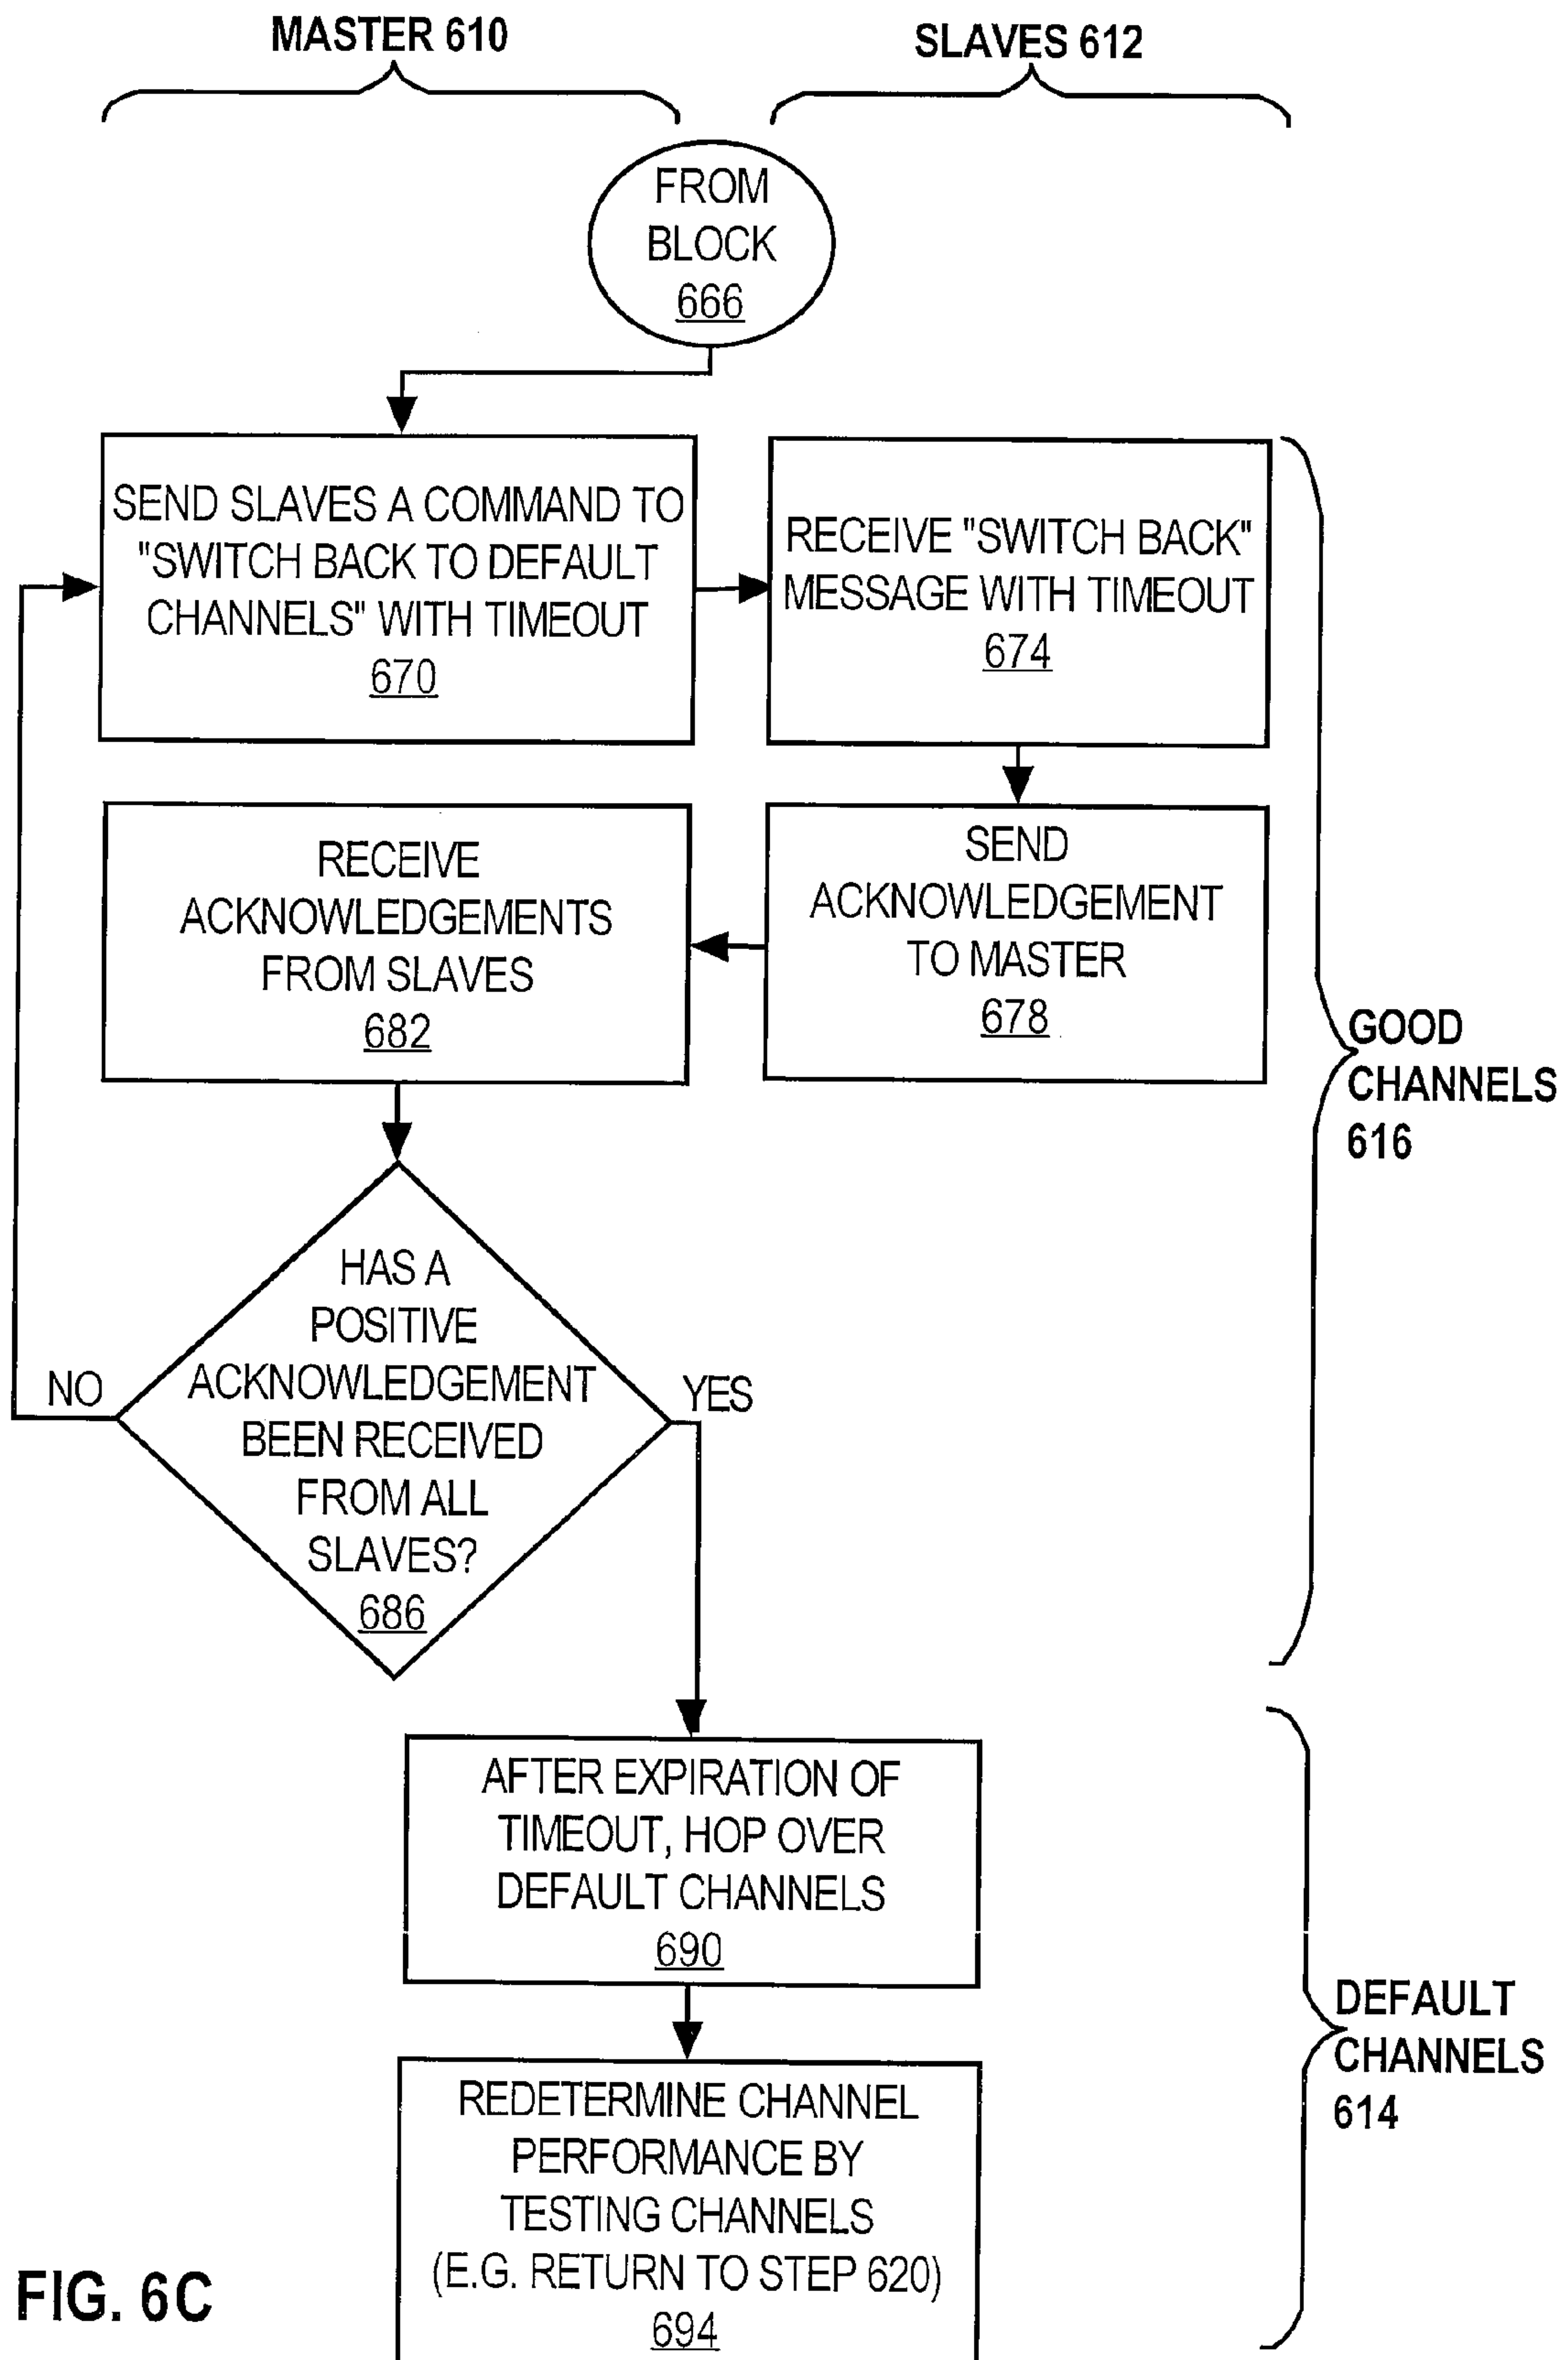 MASTER 610
SLAVES 612
FROM
BLOCK
666
SEND SLAVES A COMMAND TO
"SWITCH BACK TO DEFAULT
CHANNELS" WITH TIMEOUT
670
RECEIVE "SWITCH BACK"
MESSAGE WITH TIMEOUT
674
RECEIVE
ACKNOWLEDGEMENTS
FROM SLAVES
682
SEND
ACKNOWLEDGEMENT
TO MASTER
678
GOOD
CHANNELS
616
HAS A
POSITIVE
ACKNOWLEDGEMENT
BEEN RECEIVED
FROM ALL
SLAVES?
686
NO
YES
AFTER EXPIRATION OF
TIMEOUT, HOP OVER
DEFAULT CHANNELS
690
DEFAULT
CHANNELS
614
REDETERMINE CHANNEL
PERFORMANCE BY
TESTING CHANNELS
(E.G. RETURN TO STEP 620)
694
FIG. 6C